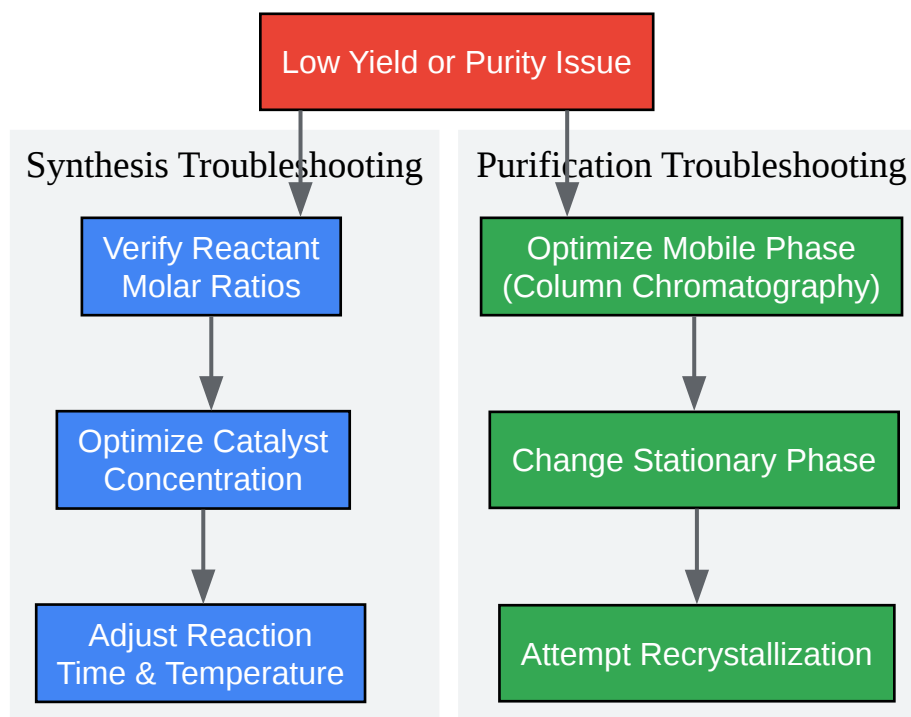 Low Yield or Purity Issue
Synthesis Troubleshooting
Verify Reactant
Molar Ratios
Optimize Catalyst
Concentration
Adjust Reaction
Time & Temperature
Purification Troubleshooting
Optimize Mobile Phase
(Column Chromatography)
Change Stationary Phase
Attempt Recrystallization